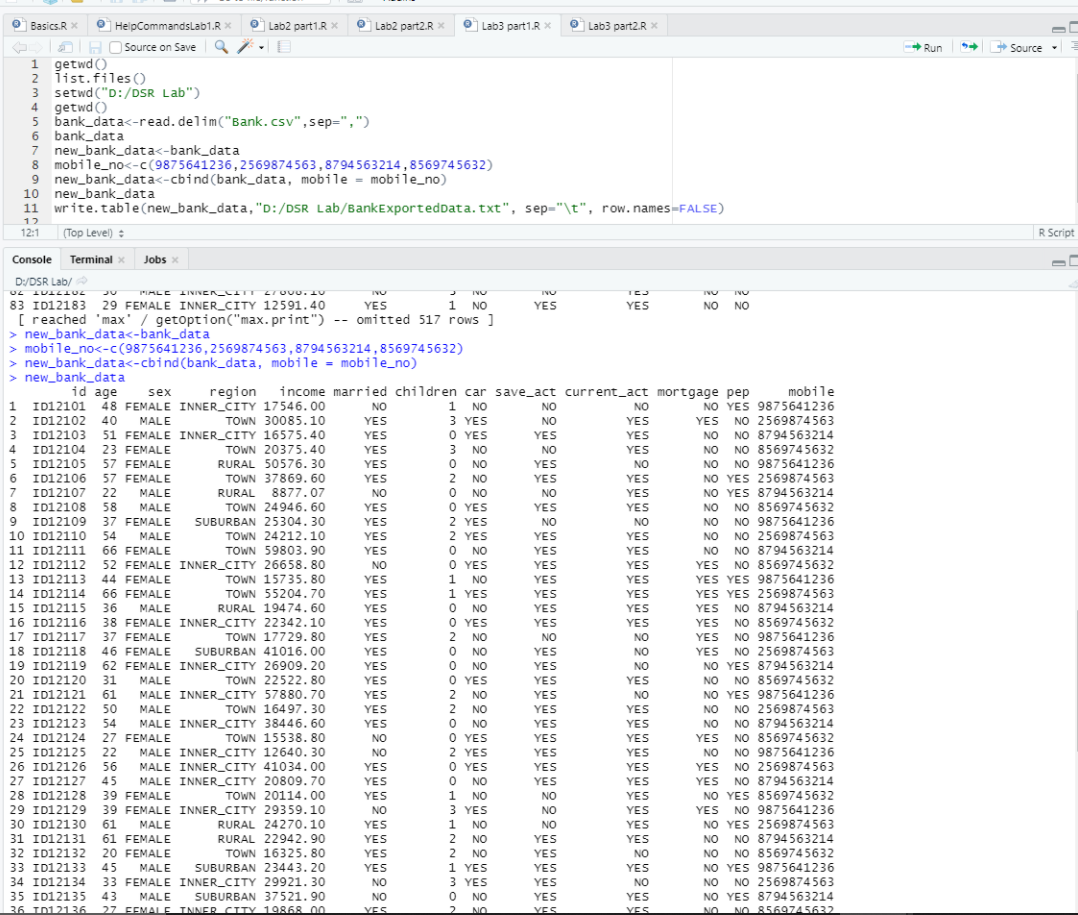 Basics.R × HelpCommandsLab1.R × Lab2 part1.R × Lab2 part2.R × Lab3 part1.R × Lab3 part2.R ×
Source on Save Run Source
1 getwd()
2 list.files()
3 setwd("D:/DSR Lab")
4 getwd()
5 bank_data<-read.delim("Bank.csv",sep=",")
6 bank_data
7 new_bank_data<-bank_data
8 mobile_no<-c(9875641236,2569874563,8794563214,8569745632)
9 new_bank_data<-cbind(bank_data, mobile = mobile_no)
10 new_bank_data
11 write.table(new_bank_data,"D:/DSR Lab/BankExportedData.txt", sep="\t", row.names=FALSE)
12
12:1 (Top Level) R Script
Console Terminal × Jobs ×
D:/DSR Lab/
82 ID12182 30 MALE INNER_CITY 27808.10 NO 3 NO NO YES NO NO
83 ID12183 29 FEMALE INNER_CITY 12591.40 YES 1 NO YES YES NO NO
[ reached 'max' / getOption("max.print") -- omitted 517 rows ]
> new_bank_data<-bank_data
> mobile_no<-c(9875641236,2569874563,8794563214,8569745632)
> new_bank_data<-cbind(bank_data, mobile = mobile_no)
> new_bank_data
id age sex region income married children car save_act current_act mortgage pep mobile
1 ID12101 48 FEMALE INNER_CITY 17546.00 NO 1 NO NO NO NO YES 9875641236
2 ID12102 40 MALE TOWN 30085.10 YES 3 YES NO YES YES NO 2569874563
3 ID12103 51 FEMALE INNER_CITY 16575.40 YES 0 YES YES YES NO NO 8794563214
4 ID12104 23 FEMALE TOWN 20375.40 YES 3 NO NO YES NO NO 8569745632
5 ID12105 57 FEMALE RURAL 50576.30 YES 0 NO YES NO NO NO 9875641236
6 ID12106 57 FEMALE TOWN 37869.60 YES 2 NO YES YES NO YES 2569874563
7 ID12107 22 MALE RURAL 8877.07 NO 0 NO NO YES NO YES 8794563214
8 ID12108 58 MALE TOWN 24946.60 YES 0 YES YES YES NO NO 8569745632
9 ID12109 37 FEMALE SUBURBAN 25304.30 YES 2 YES NO NO NO NO 9875641236
10 ID12110 54 MALE TOWN 24212.10 YES 2 YES YES YES NO NO 2569874563
11 ID12111 66 FEMALE TOWN 59803.90 YES 0 NO YES YES NO NO 8794563214
12 ID12112 52 FEMALE INNER_CITY 26658.80 NO 0 YES YES YES YES NO 8569745632
13 ID12113 44 FEMALE TOWN 15735.80 YES 1 NO YES YES YES YES 9875641236
14 ID12114 66 FEMALE TOWN 55204.70 YES 1 YES YES YES YES YES 2569874563
15 ID12115 36 MALE RURAL 19474.60 YES 0 NO YES YES YES NO 8794563214
16 ID12116 38 FEMALE INNER_CITY 22342.10 YES 0 YES YES YES YES NO 8569745632
17 ID12117 37 FEMALE TOWN 17729.80 YES 2 NO NO NO YES NO 9875641236
18 ID12118 46 FEMALE SUBURBAN 41016.00 YES 0 NO YES NO YES NO 2569874563
19 ID12119 62 FEMALE INNER_CITY 26909.20 YES 0 NO YES NO NO YES 8794563214
20 ID12120 31 MALE TOWN 22522.80 YES 0 YES YES YES NO NO 8569745632
21 ID12121 61 MALE INNER_CITY 57880.70 YES 2 NO YES NO NO YES 9875641236
22 ID12122 50 MALE TOWN 16497.30 YES 2 NO YES YES NO NO 2569874563
23 ID12123 54 MALE INNER_CITY 38446.60 YES 0 NO YES YES NO NO 8794563214
24 ID12124 27 FEMALE TOWN 15538.80 NO 0 YES YES YES YES NO 8569745632
25 ID12125 22 MALE INNER_CITY 12640.30 NO 2 YES YES YES NO NO 9875641236
26 ID12126 56 MALE INNER_CITY 41034.00 YES 0 YES YES YES YES NO 2569874563
27 ID12127 45 MALE INNER_CITY 20809.70 YES 0 NO YES YES YES NO 8794563214
28 ID12128 39 FEMALE TOWN 20114.00 YES 1 NO NO YES NO YES 8569745632
29 ID12129 39 FEMALE INNER_CITY 29359.10 NO 3 YES NO YES YES NO 9875641236
30 ID12130 61 MALE RURAL 24270.10 YES 1 NO NO YES NO YES 2569874563
31 ID12131 61 FEMALE RURAL 22942.90 YES 2 NO YES YES NO NO 8794563214
32 ID12132 20 FEMALE TOWN 16325.80 YES 2 NO YES NO NO NO 8569745632
33 ID12133 45 MALE SUBURBAN 23443.20 YES 1 YES YES YES NO YES 9875641236
34 ID12134 33 FEMALE INNER_CITY 29921.30 NO 3 YES YES NO NO NO 2569874563
35 ID12135 43 MALE SUBURBAN 37521.90 NO 0 NO YES YES NO YES 8794563214
36 ID12136 27 FEMALE INNER_CITY 19868.00 YES 2 NO YES YES NO NO 8569745632